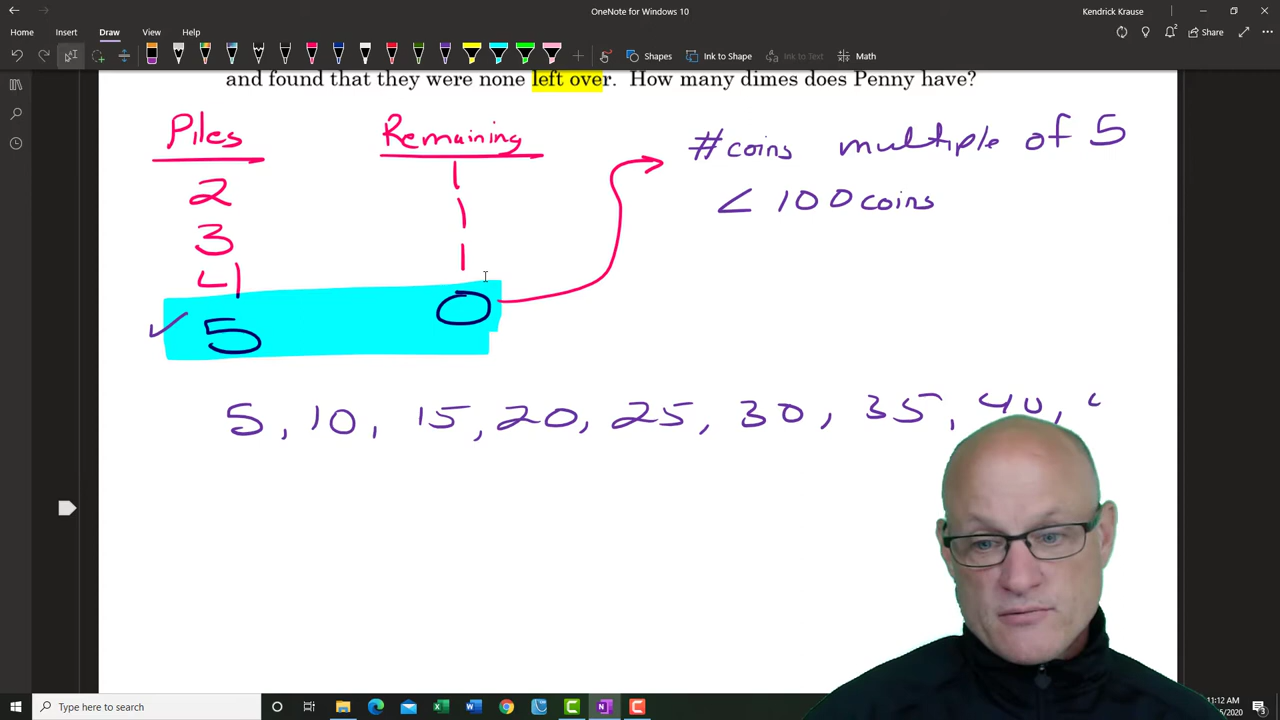 OneNote for Windows 10
Kendrick Krause
Home Insert Draw View Help
Share
Shapes Ink to Shape Ink to Text Math
and found that they were none left over. How many dimes does Penny have?
Piles Remaining
# coins multiple of 5
< 100 coins
2 1
3 1
4 1
5 0
5, 10, 15, 20, 25, 30, 35, 40,
Type here to search
11:12 AM